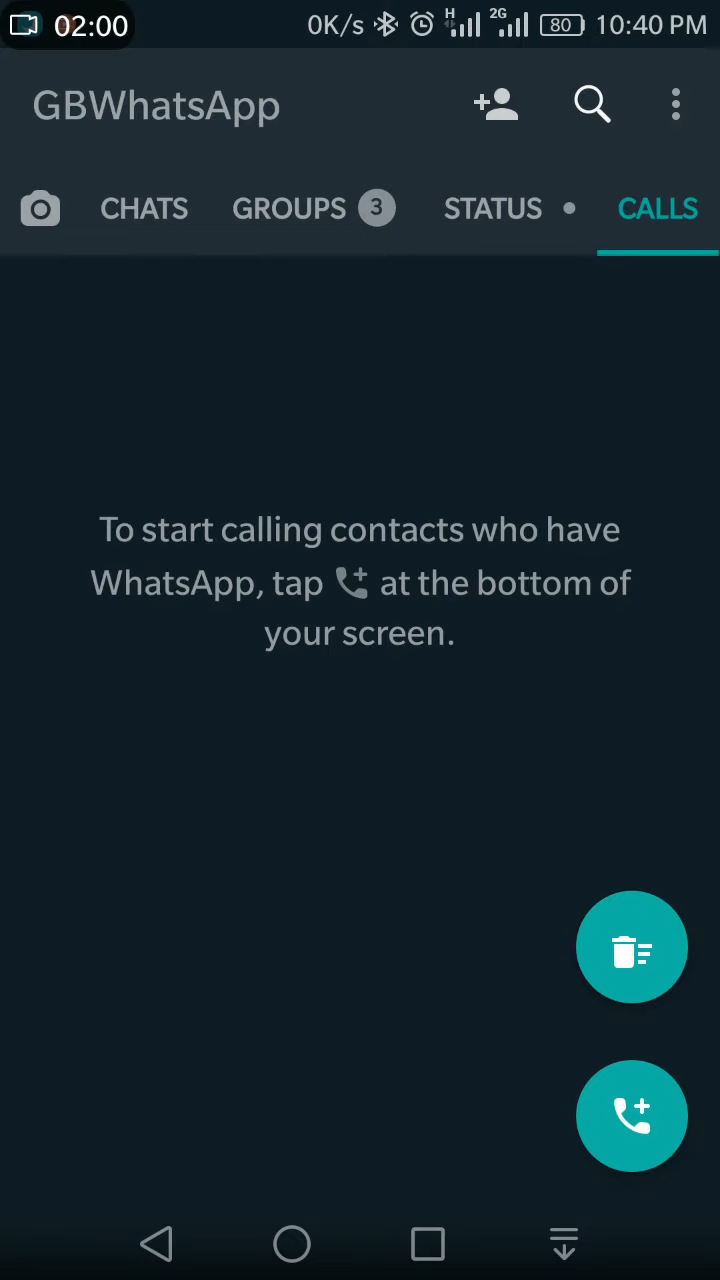 02:00 0K/s H 2G 80 10:40 PM
GBWhatsApp
CHATS GROUPS 3 STATUS CALLS
To start calling contacts who have
WhatsApp, tap at the bottom of
your screen.